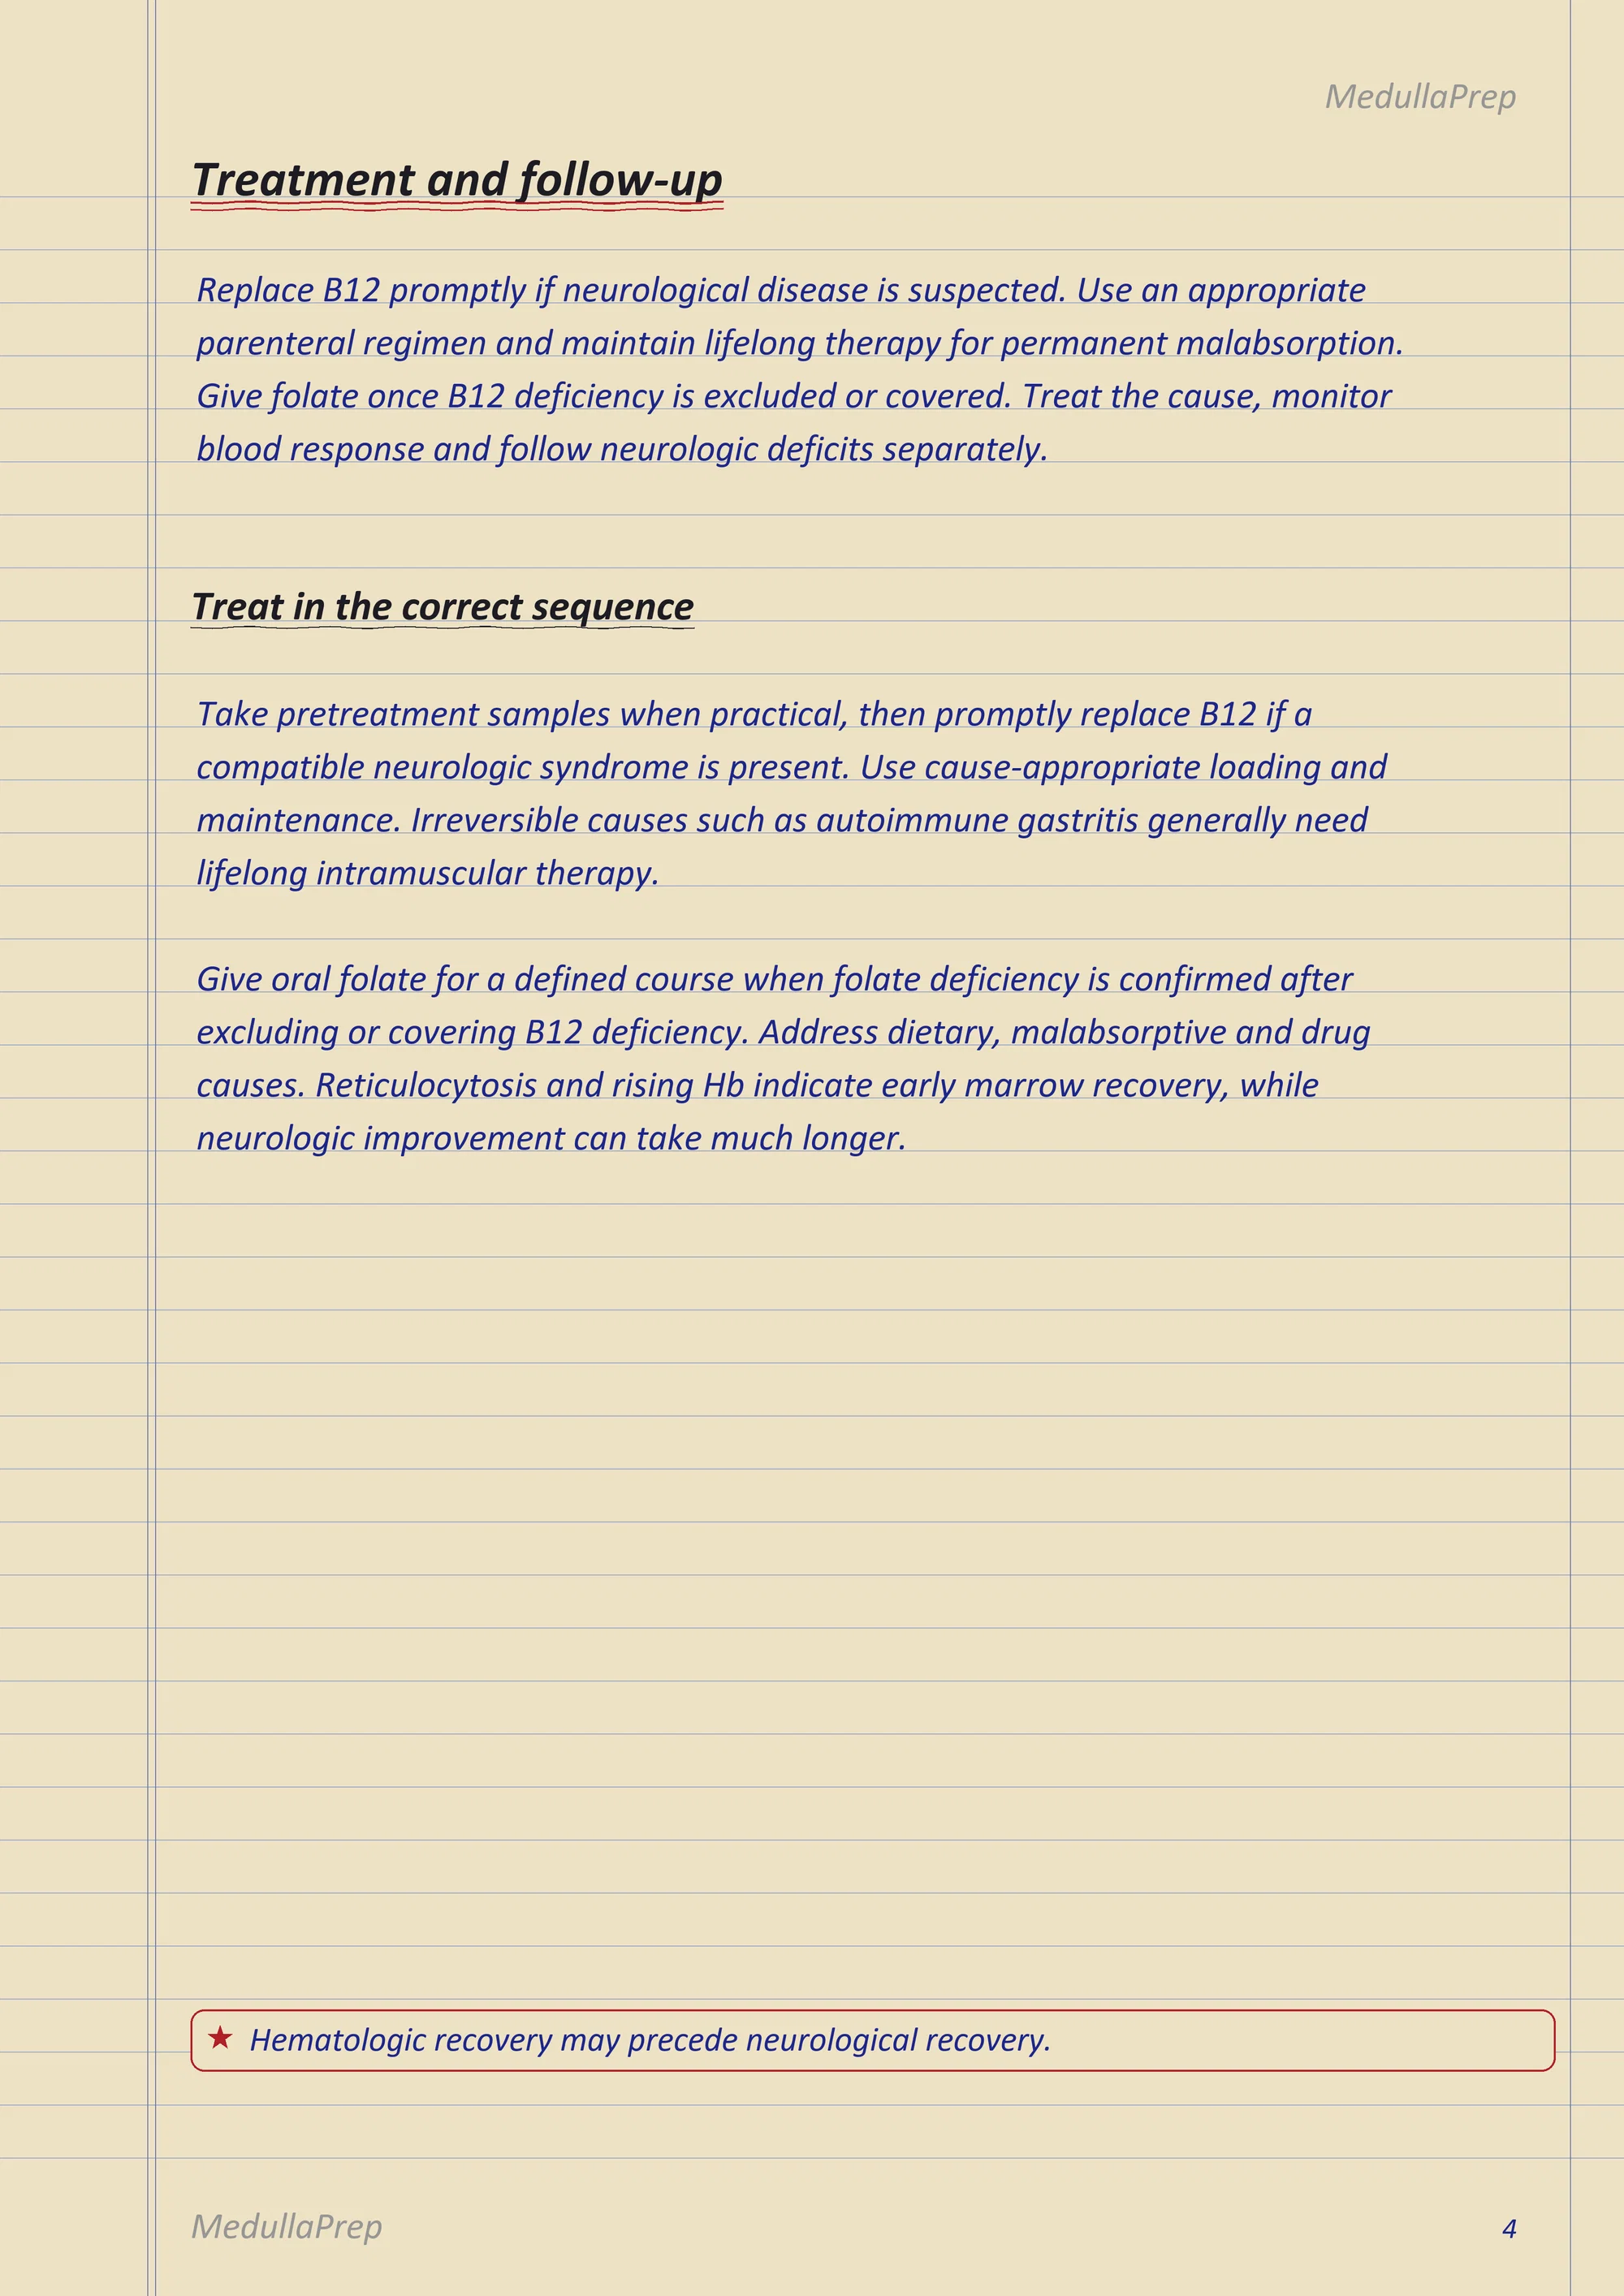 MedullaPrep
Treatment and follow-up
Replace B12 promptly if neurological disease is suspected. Use an appropriate
parenteral regimen and maintain lifelong therapy for permanent malabsorption.
Give folate once B12 deficiency is excluded or covered. Treat the cause, monitor
blood response and follow neurologic deficits separately.
Treat in the correct sequence
Take pretreatment samples when practical, then promptly replace B12 if a
compatible neurologic syndrome is present. Use cause-appropriate loading and
maintenance. Irreversible causes such as autoimmune gastritis generally need
lifelong intramuscular therapy.
Give oral folate for a defined course when folate deficiency is confirmed after
excluding or covering B12 deficiency. Address dietary, malabsorptive and drug
causes. Reticulocytosis and rising Hb indicate early marrow recovery, while
neurologic improvement can take much longer.
★ Hematologic recovery may precede neurological recovery.
MedullaPrep
4